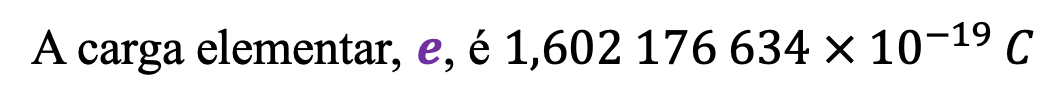 A carga elementar, e, é 1,602 176 634 × 10⁻¹⁹ C